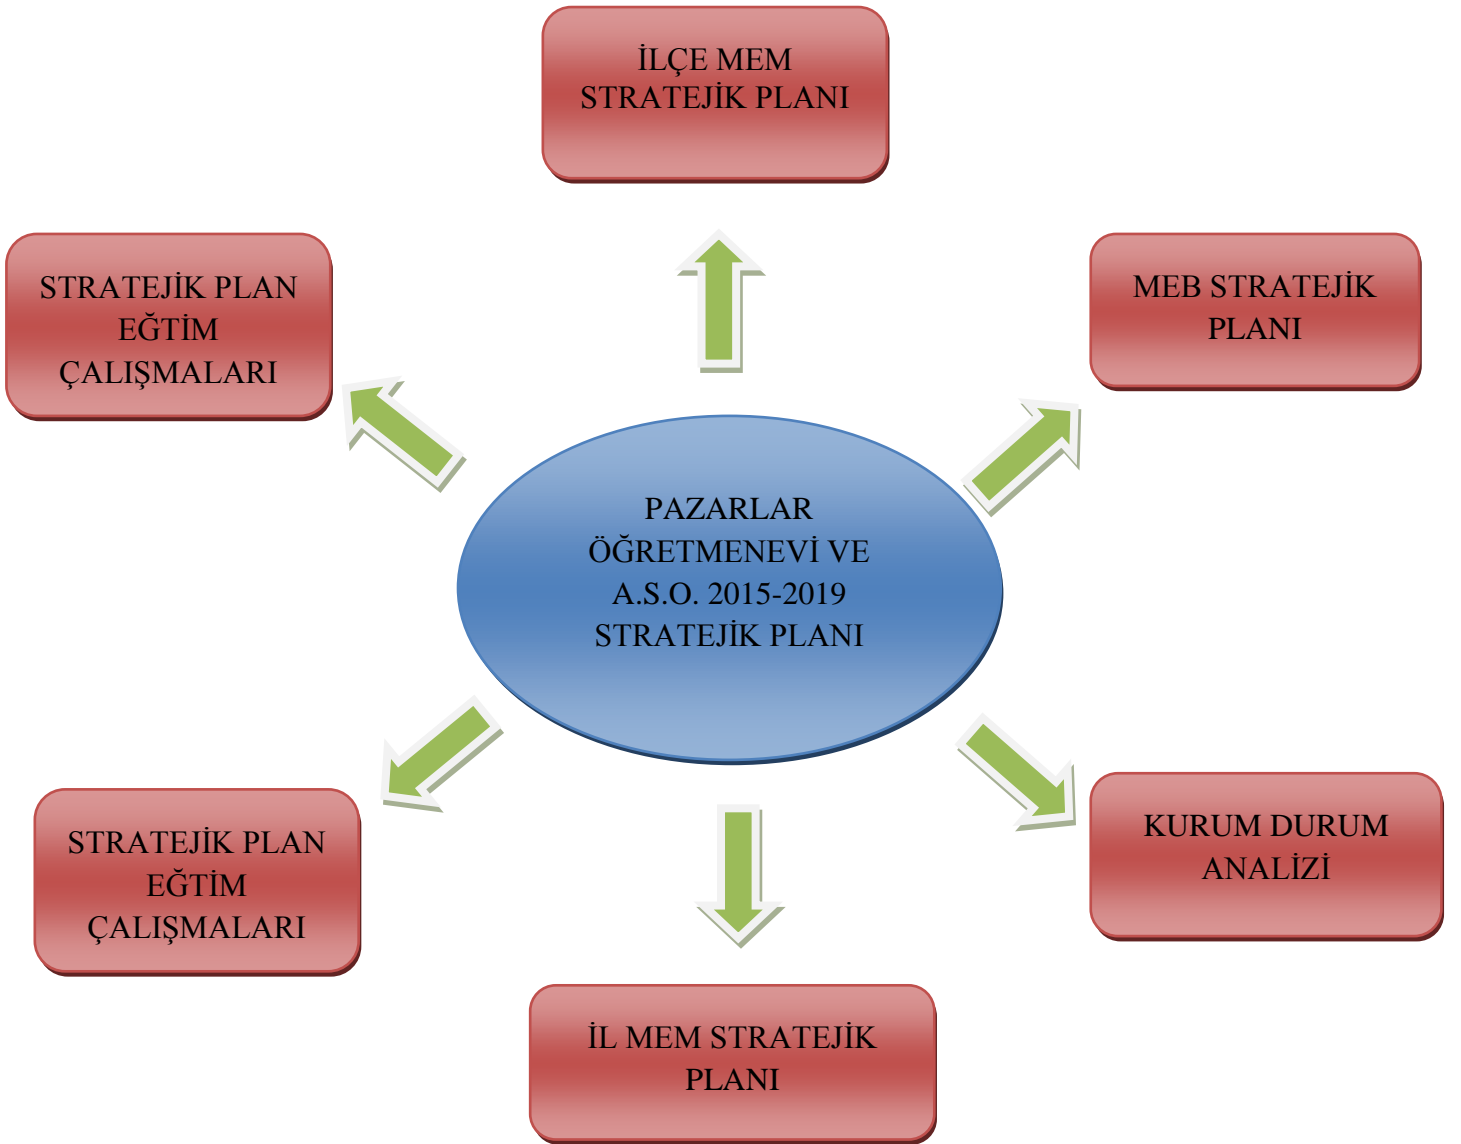 İLÇE MEM
STRATEJİK PLANI
STRATEJİK PLAN
EĞTİM
ÇALIŞMALARI
MEB STRATEJİK
PLANI
PAZARLAR
ÖĞRETMENEVİ VE
A.S.O. 2015-2019
STRATEJİK PLANI
STRATEJİK PLAN
EĞTİM
ÇALIŞMALARI
KURUM DURUM
ANALİZİ
İL MEM STRATEJİK
PLANI